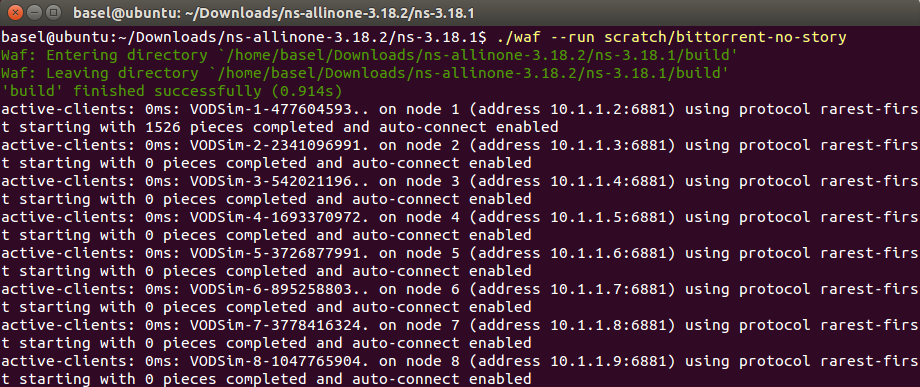 basel@ubuntu: ~/Downloads/ns-allinone-3.18.2/ns-3.18.1
basel@ubuntu:~/Downloads/ns-allinone-3.18.2/ns-3.18.1$ ./waf --run scratch/bittorrent-no-story
Waf: Entering directory `/home/basel/Downloads/ns-allinone-3.18.2/ns-3.18.1/build'
Waf: Leaving directory `/home/basel/Downloads/ns-allinone-3.18.2/ns-3.18.1/build'
'build' finished successfully (0.914s)
active-clients: 0ms: VODSim-1-477604593.. on node 1 (address 10.1.1.2:6881) using protocol rarest-firs
t starting with 1526 pieces completed and auto-connect enabled
active-clients: 0ms: VODSim-2-2341096991. on node 2 (address 10.1.1.3:6881) using protocol rarest-firs
t starting with 0 pieces completed and auto-connect enabled
active-clients: 0ms: VODSim-3-542021196.. on node 3 (address 10.1.1.4:6881) using protocol rarest-firs
t starting with 0 pieces completed and auto-connect enabled
active-clients: 0ms: VODSim-4-1693370972. on node 4 (address 10.1.1.5:6881) using protocol rarest-firs
t starting with 0 pieces completed and auto-connect enabled
active-clients: 0ms: VODSim-5-3726877991. on node 5 (address 10.1.1.6:6881) using protocol rarest-firs
t starting with 0 pieces completed and auto-connect enabled
active-clients: 0ms: VODSim-6-895258803.. on node 6 (address 10.1.1.7:6881) using protocol rarest-firs
t starting with 0 pieces completed and auto-connect enabled
active-clients: 0ms: VODSim-7-3778416324. on node 7 (address 10.1.1.8:6881) using protocol rarest-firs
t starting with 0 pieces completed and auto-connect enabled
active-clients: 0ms: VODSim-8-1047765904. on node 8 (address 10.1.1.9:6881) using protocol rarest-firs
t starting with 0 pieces completed and auto-connect enabled